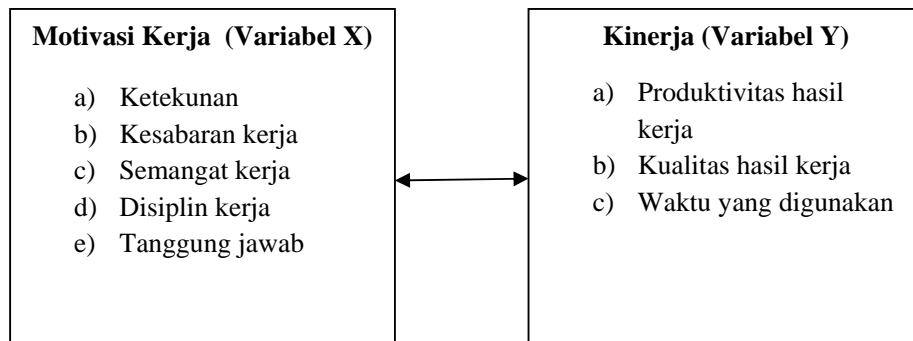 Motivasi Kerja  (Variabel X)
a) Ketekunan
b) Kesabaran kerja
c) Semangat kerja
d) Disiplin kerja
e) Tanggung jawab
Kinerja (Variabel Y)
a) Produktivitas hasil
kerja
b) Kualitas hasil kerja
c) Waktu yang digunakan